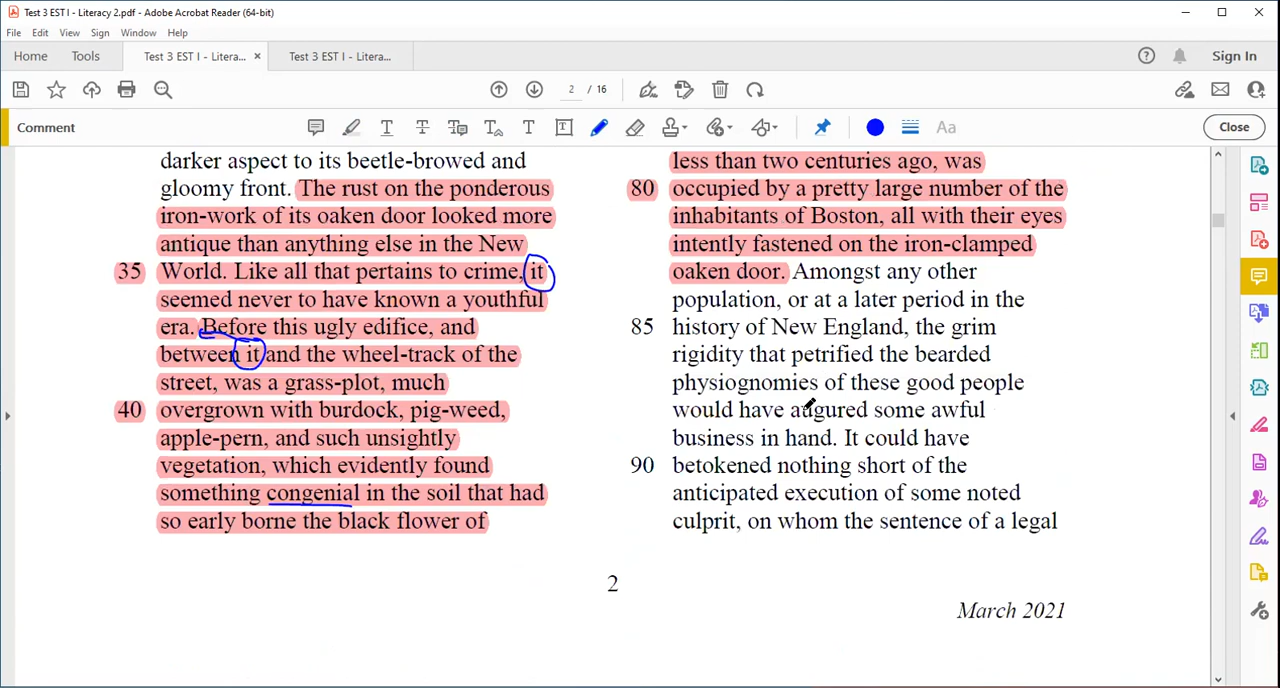 Test 3 EST I - Literacy 2.pdf - Adobe Acrobat Reader (64-bit)
File Edit View Sign Window Help
Home Tools Test 3 EST I - Litera... × Test 3 EST I - Litera... Sign In
2 / 16
Comment Aa Close
darker aspect to its beetle-browed and
gloomy front. The rust on the ponderous
iron-work of its oaken door looked more
antique than anything else in the New
35 World. Like all that pertains to crime, it
seemed never to have known a youthful
era. Before this ugly edifice, and
between it and the wheel-track of the
street, was a grass-plot, much
40 overgrown with burdock, pig-weed,
apple-pern, and such unsightly
vegetation, which evidently found
something congenial in the soil that had
so early borne the black flower of
less than two centuries ago, was
80 occupied by a pretty large number of the
inhabitants of Boston, all with their eyes
intently fastened on the iron-clamped
oaken door. Amongst any other
population, or at a later period in the
85 history of New England, the grim
rigidity that petrified the bearded
physiognomies of these good people
would have augured some awful
business in hand. It could have
90 betokened nothing short of the
anticipated execution of some noted
culprit, on whom the sentence of a legal
2
March 2021